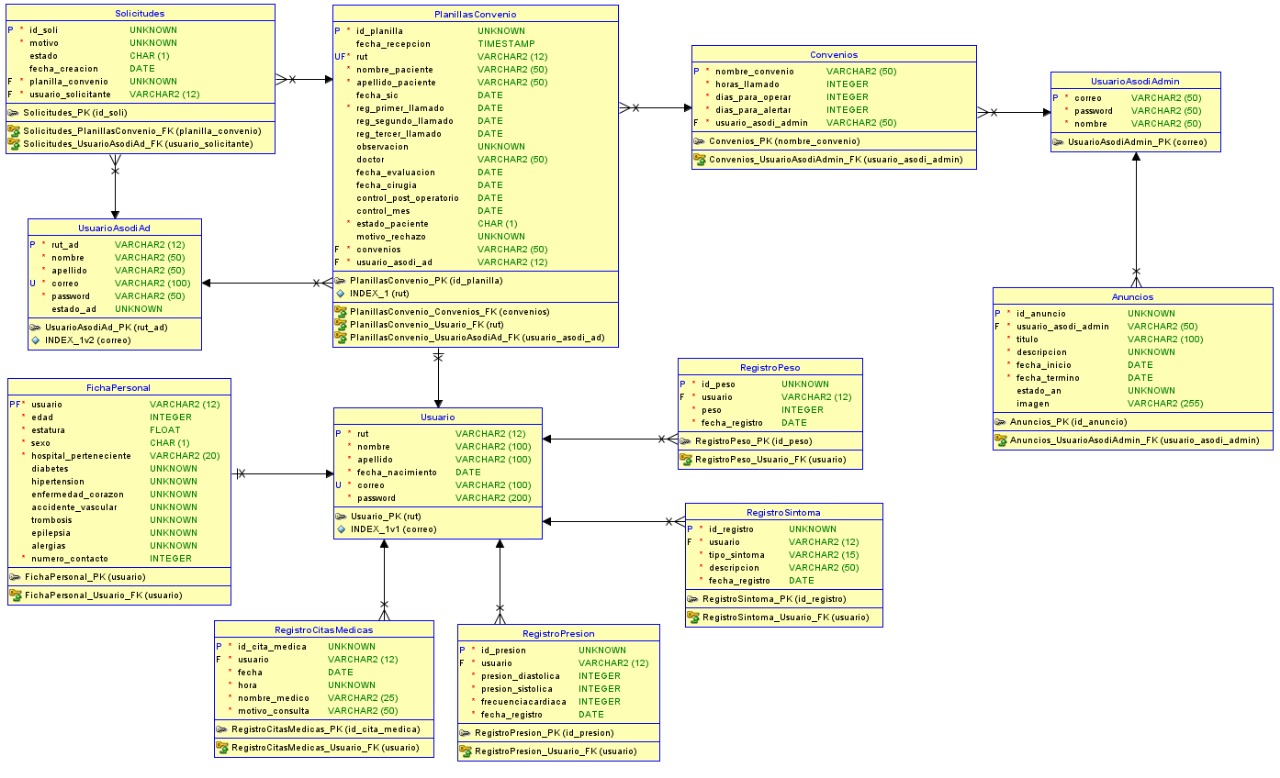 Solicitudes
P * id_soli UNKNOWN
* motivo UNKNOWN
estado CHAR (1)
fecha_creacion DATE
F * planilla_convenio UNKNOWN
F * usuario_solicitante VARCHAR2 (12)
Solicitudes_PK (id_soli)
Solicitudes_PlanillasConvenio_FK (planilla_convenio)
Solicitudes_UsuarioAsodiAd_FK (usuario_solicitante)
PlanillasConvenio
P * id_planilla UNKNOWN
fecha_recepcion TIMESTAMP
UF* rut VARCHAR2 (12)
* nombre_paciente VARCHAR2 (50)
* apellido_paciente VARCHAR2 (50)
fecha_sic DATE
* reg_primer_llamado DATE
reg_segundo_llamado DATE
reg_tercer_llamado DATE
observacion UNKNOWN
doctor VARCHAR2 (50)
fecha_evaluacion DATE
fecha_cirugia DATE
control_post_operatorio DATE
control_mes DATE
* estado_paciente CHAR (1)
motivo_rechazo UNKNOWN
F * convenios VARCHAR2 (50)
F * usuario_asodi_ad VARCHAR2 (12)
PlanillasConvenio_PK (id_planilla)
INDEX_1 (rut)
PlanillasConvenio_Convenios_FK (convenios)
PlanillasConvenio_Usuario_FK (rut)
PlanillasConvenio_UsuarioAsodiAd_FK (usuario_asodi_ad)
Convenios
P * nombre_convenio VARCHAR2 (50)
* horas_llamado INTEGER
* dias_para_operar INTEGER
* dias_para_alertar INTEGER
F * usuario_asodi_admin VARCHAR2 (50)
Convenios_PK (nombre_convenio)
Convenios_UsuarioAsodiAdmin_FK (usuario_asodi_admin)
UsuarioAsodiAdmin
P * correo VARCHAR2 (50)
* password VARCHAR2 (50)
* nombre VARCHAR2 (50)
UsuarioAsodiAdmin_PK (correo)
UsuarioAsodiAd
P * rut_ad VARCHAR2 (12)
* nombre VARCHAR2 (50)
* apellido VARCHAR2 (50)
U * correo VARCHAR2 (100)
* password VARCHAR2 (50)
estado_ad UNKNOWN
UsuarioAsodiAd_PK (rut_ad)
INDEX_1v2 (correo)
Anuncios
P * id_anuncio UNKNOWN
F * usuario_asodi_admin VARCHAR2 (50)
* titulo VARCHAR2 (100)
* descripcion UNKNOWN
* fecha_inicio DATE
* fecha_termino DATE
estado_an UNKNOWN
imagen VARCHAR2 (255)
Anuncios_PK (id_anuncio)
Anuncios_UsuarioAsodiAdmin_FK (usuario_asodi_admin)
FichaPersonal
PF* usuario VARCHAR2 (12)
* edad INTEGER
* estatura FLOAT
* sexo CHAR (1)
* hospital_perteneciente VARCHAR2 (20)
diabetes UNKNOWN
hipertension UNKNOWN
enfermedad_corazon UNKNOWN
accidente_vascular UNKNOWN
trombosis UNKNOWN
epilepsia UNKNOWN
alergias UNKNOWN
* numero_contacto INTEGER
FichaPersonal_PK (usuario)
FichaPersonal_Usuario_FK (usuario)
Usuario
P * rut VARCHAR2 (12)
* nombre VARCHAR2 (100)
* apellido VARCHAR2 (100)
* fecha_nacimiento DATE
U * correo VARCHAR2 (100)
* password VARCHAR2 (200)
Usuario_PK (rut)
INDEX_1v1 (correo)
RegistroPeso
P * id_peso UNKNOWN
F * usuario VARCHAR2 (12)
* peso INTEGER
* fecha_registro DATE
RegistroPeso_PK (id_peso)
RegistroPeso_Usuario_FK (usuario)
RegistroSintoma
P * id_registro UNKNOWN
F * usuario VARCHAR2 (12)
* tipo_sintoma VARCHAR2 (15)
* descripcion VARCHAR2 (50)
* fecha_registro DATE
RegistroSintoma_PK (id_registro)
RegistroSintoma_Usuario_FK (usuario)
RegistroCitasMedicas
P * id_cita_medica UNKNOWN
F * usuario VARCHAR2 (12)
* fecha DATE
* hora UNKNOWN
* nombre_medico VARCHAR2 (25)
* motivo_consulta VARCHAR2 (50)
RegistroCitasMedicas_PK (id_cita_medica)
RegistroCitasMedicas_Usuario_FK (usuario)
RegistroPresion
P * id_presion UNKNOWN
F * usuario VARCHAR2 (12)
* presion_diastolica INTEGER
* presion_sistolica INTEGER
* frecuenciacardiaca INTEGER
* fecha_registro DATE
RegistroPresion_PK (id_presion)
RegistroPresion_Usuario_FK (usuario)